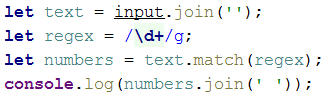 let text = input.join('');
let regex = /\d+/g;
let numbers = text.match(regex);
console.log(numbers.join(' '));